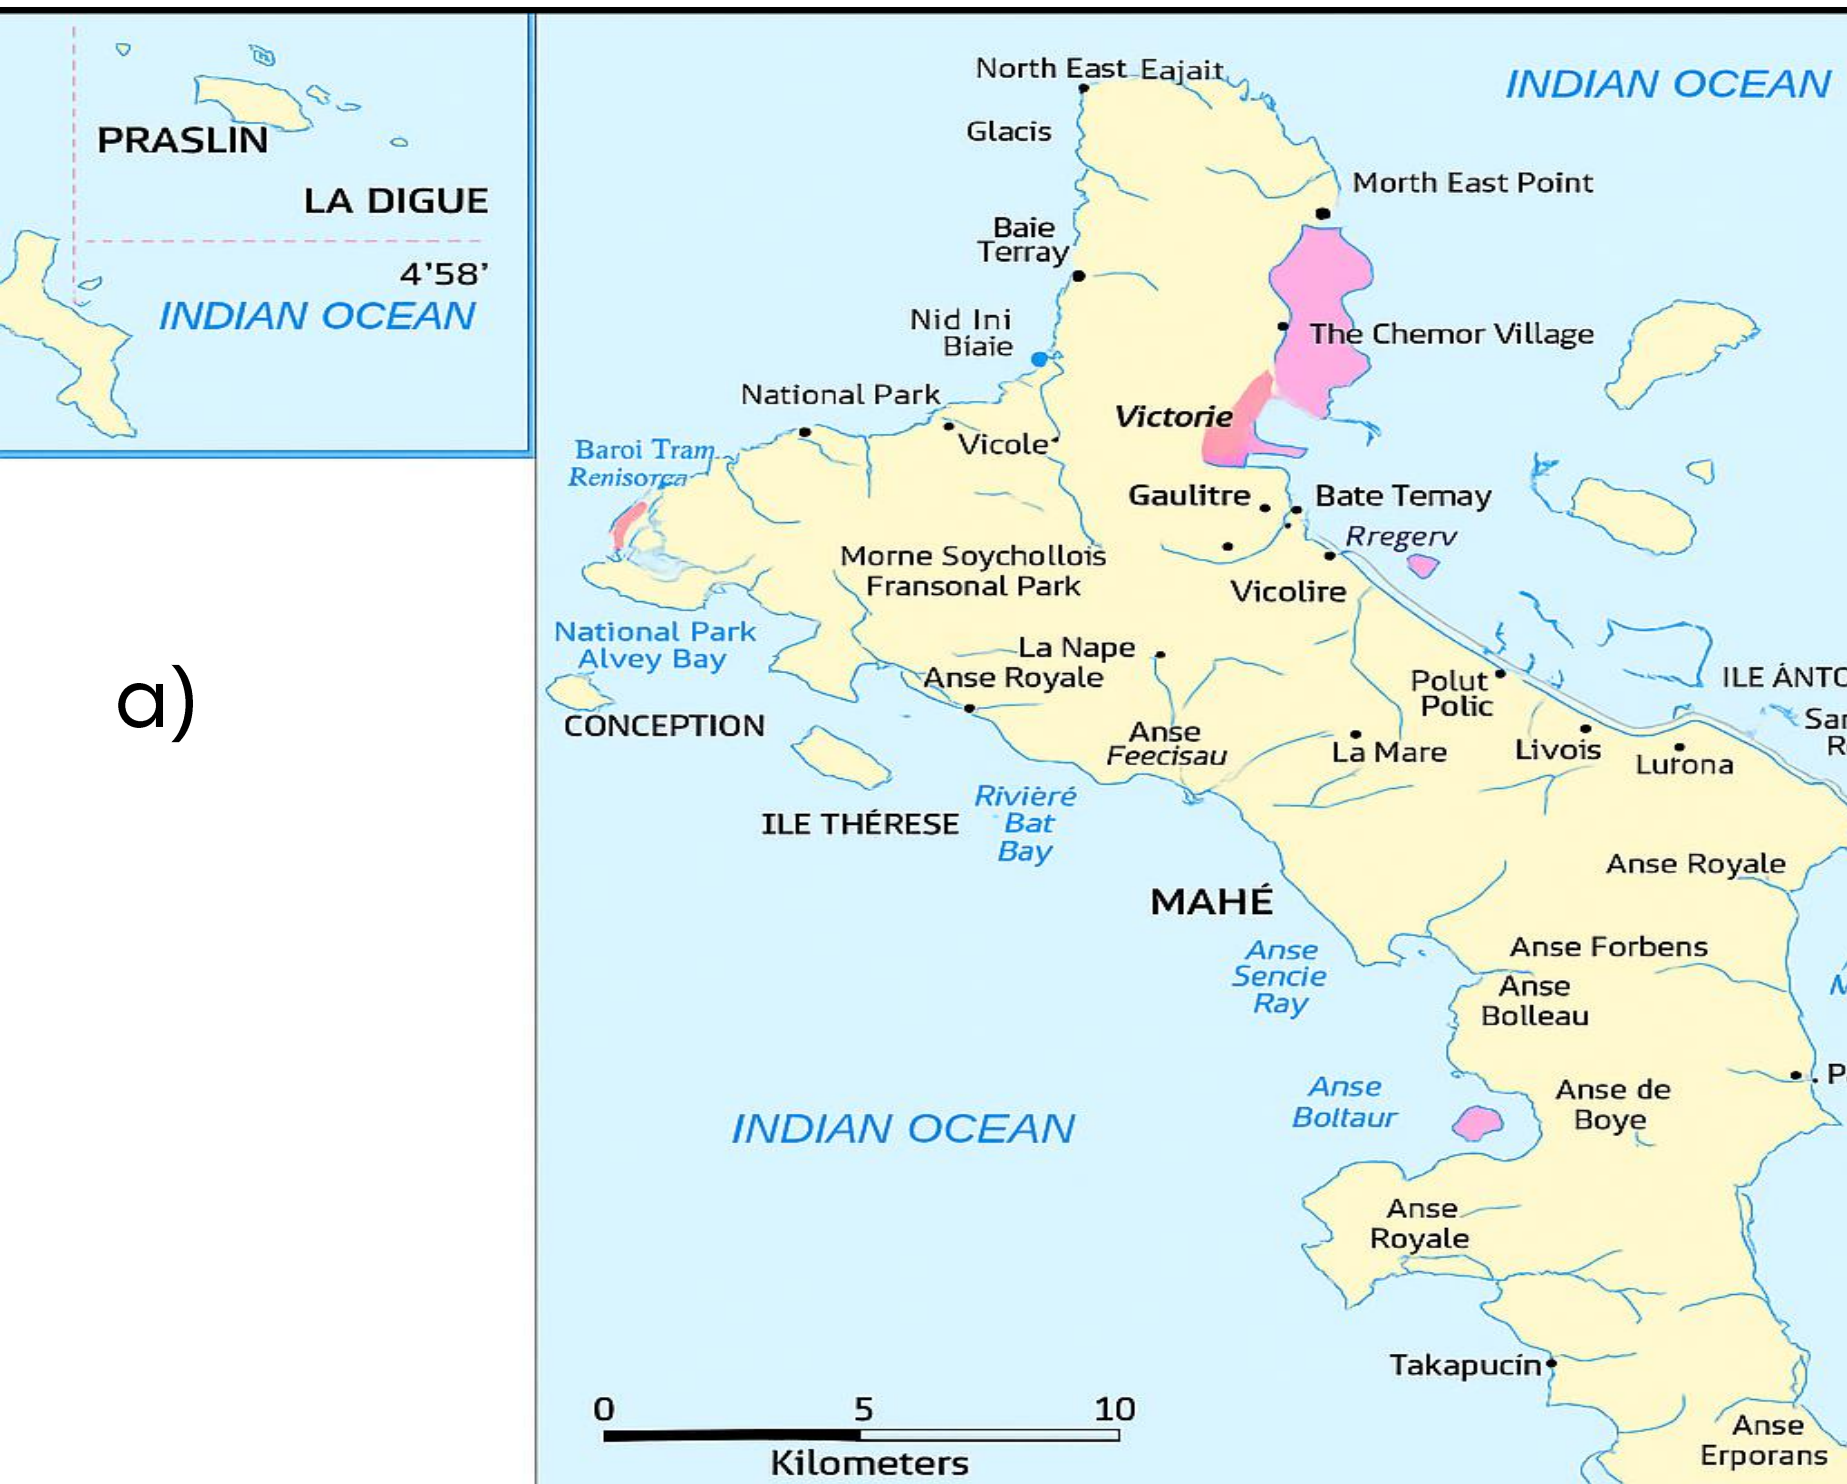 PRASLIN
LA DIGUE
4'58'
INDIAN OCEAN
a)
North East Eajait
INDIAN OCEAN
Glacis
Morth East Point
Baie
Terray
Nid Ini
Biaie
The Chemor Village
National Park
Victorie
Vicole
Baroi Tram
Renisorga
Gaulitre
Bate Temay
Rregerv
Morne Soychollois
Fransonal Park
Vicolire
National Park
Alvey Bay
La Nape
Anse Royale
Polut
Polic
ILE ÁNTO
CONCEPTION
Anse
Feecisau
La Mare
Livois
Lurona
Sar
R
ILE THÉRESE
Rivièré
Bat
Bay
Anse Royale
MAHÉ
Anse
Sencie
Ray
Anse Forbens
Anse
Bolleau
Anse
Boltaur
Anse de
Boye
P
INDIAN OCEAN
Anse
Royale
Takapucín
0 5 10
Kilometers
Anse
Erporans